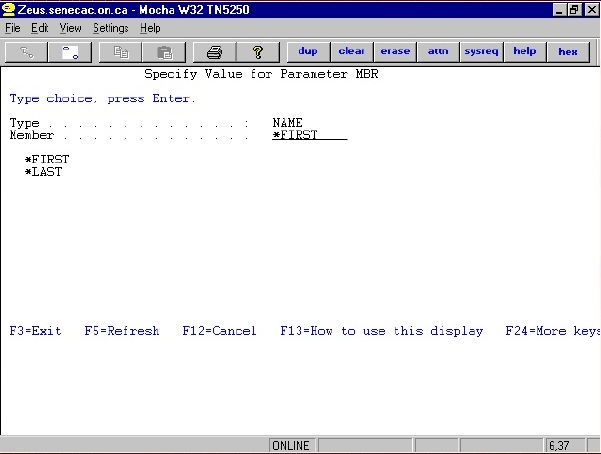 Zeus.senecac.on.ca - Mocha W32 TN5250
File Edit View Settings Help
dup clear erase attn sysreq help hex
Specify Value for Parameter MBR
Type choice, press Enter.
Type . . . . . . . . . . . . . : NAME
Member . . . . . . . . . . . . . *FIRST
*FIRST
*LAST
F3=Exit F5=Refresh F12=Cancel F13=How to use this display F24=More keys
ONLINE 6,37